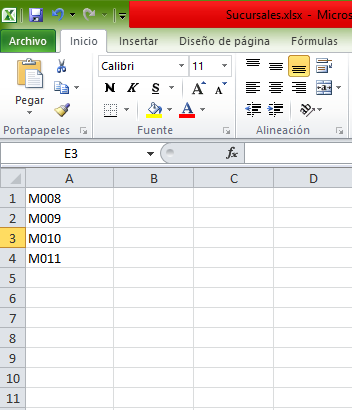 Sucursales.xlsx - Micros
Archivo Inicio Insertar Diseño de página Fórmulas
Calibri 11
Pegar
N K S
Portapapeles Fuente Alineación
E3 fx
A B C D
1 M008
2 M009
3 M010
4 M011
5
6
7
8
9
10
11